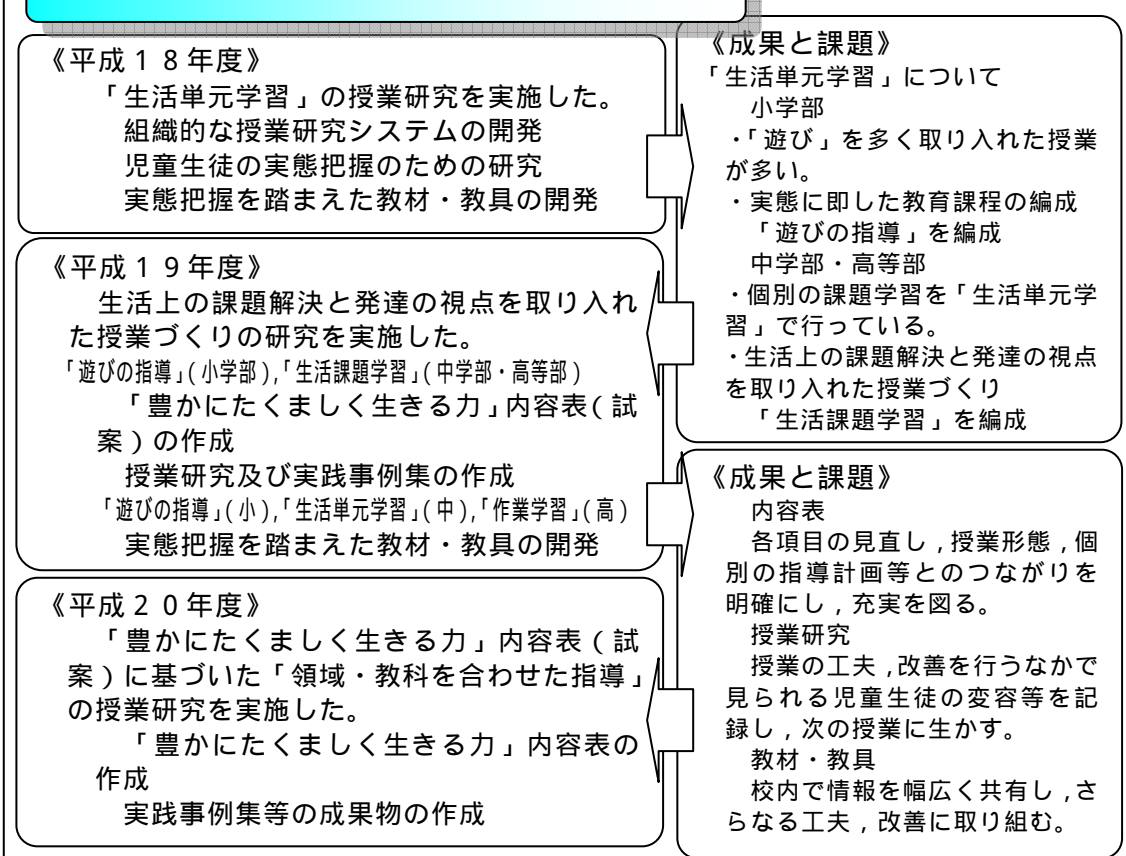 《平成１８年度》
「生活単元学習」の授業研究を実施した。
組織的な授業研究システムの開発
児童生徒の実態把握のための研究
実態把握を踏まえた教材・教具の開発
《成果と課題》
「生活単元学習」について
小学部
・「遊び」を多く取り入れた授業
が多い。
・実態に即した教育課程の編成
「遊びの指導」を編成
中学部・高等部
・個別の課題学習を「生活単元学
習」で行っている。
・生活上の課題解決と発達の視点
を取り入れた授業づくり
「生活課題学習」を編成
《平成１９年度》
生活上の課題解決と発達の視点を取り入れ
た授業づくりの研究を実施した。
「遊びの指導」(小学部),「生活課題学習」(中学部・高等部)
「豊かにたくましく生きる力」内容表(試
案)の作成
授業研究及び実践事例集の作成
「遊びの指導」(小),「生活単元学習」(中),「作業学習」(高)
実態把握を踏まえた教材・教具の開発
《成果と課題》
内容表
各項目の見直し,授業形態,個
別の指導計画等とのつながりを
明確にし,充実を図る。
授業研究
授業の工夫,改善を行うなかで
見られる児童生徒の変容等を記
録し,次の授業に生かす。
教材・教具
校内で情報を幅広く共有し,さ
らなる工夫,改善に取り組む。
《平成２０年度》
「豊かにたくましく生きる力」内容表(試
案)に基づいた「領域・教科を合わせた指導」
の授業研究を実施した。
「豊かにたくましく生きる力」内容表の
作成
実践事例集等の成果物の作成